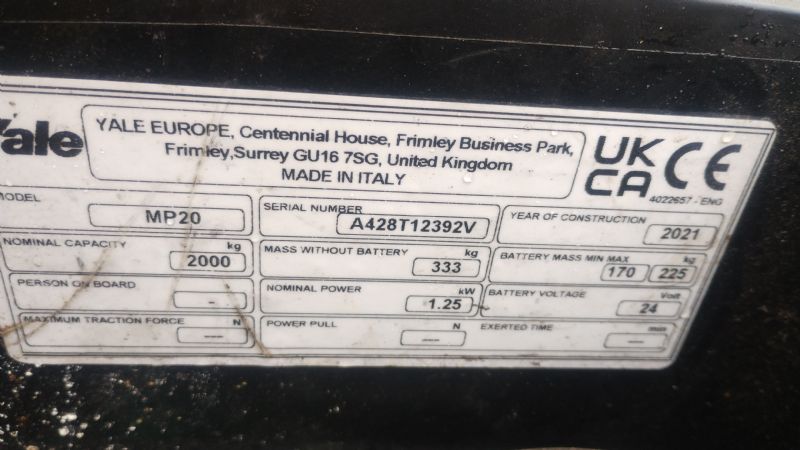 Yale
YALE EUROPE, Centennial House, Frimley Business Park,
Frimley,Surrey GU16 7SG, United Kingdom
MADE IN ITALY
UK
CA
CE
4022657 - ENG
MODEL
MP20
SERIAL NUMBER
A428T12392V
YEAR OF CONSTRUCTION
2021
NOMINAL CAPACITY kg
2000
MASS WITHOUT BATTERY kg
333
BATTERY MASS MIN MAX kg
170 225
PERSON ON BOARD
-
NOMINAL POWER kW
1.25
BATTERY VOLTAGE Volt
24
MAXIMUM TRACTION FORCE N
---
POWER PULL N
---
EXERTED TIME min
---